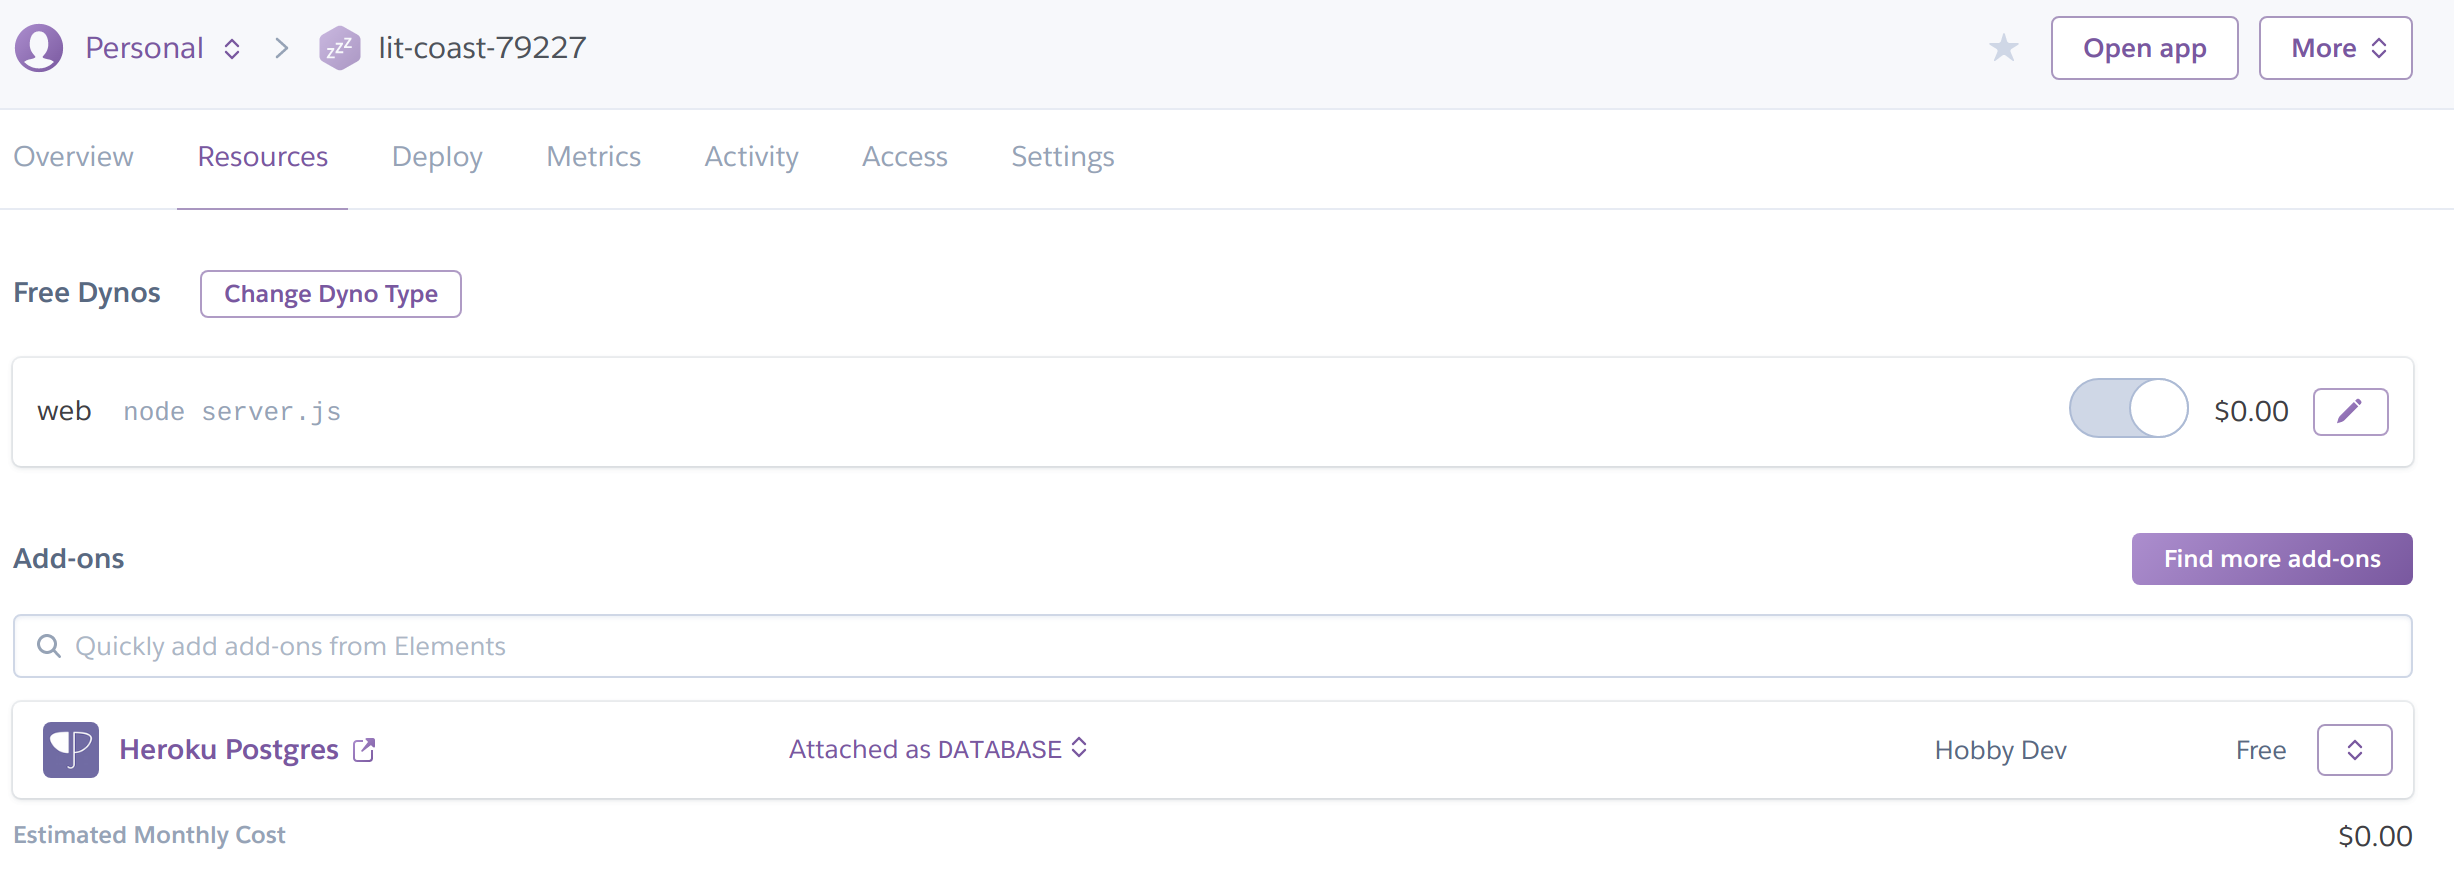 Personal zzz lit-coast-79227 Open app More
Overview Resources Deploy Metrics Activity Access Settings
Free Dynos Change Dyno Type
web node server.js $0.00
Add-ons Find more add-ons
Quickly add add-ons from Elements
Heroku Postgres Attached as DATABASE Hobby Dev Free
Estimated Monthly Cost $0.00